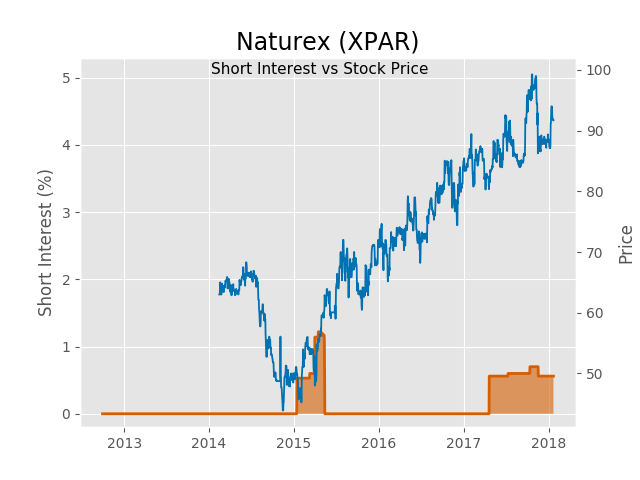 Naturex (XPAR)
Short Interest vs Stock Price
Short Interest (%)
5
4
3
2
1
0
100
90
80
70
60
50
Price
2013 2014 2015 2016 2017 2018